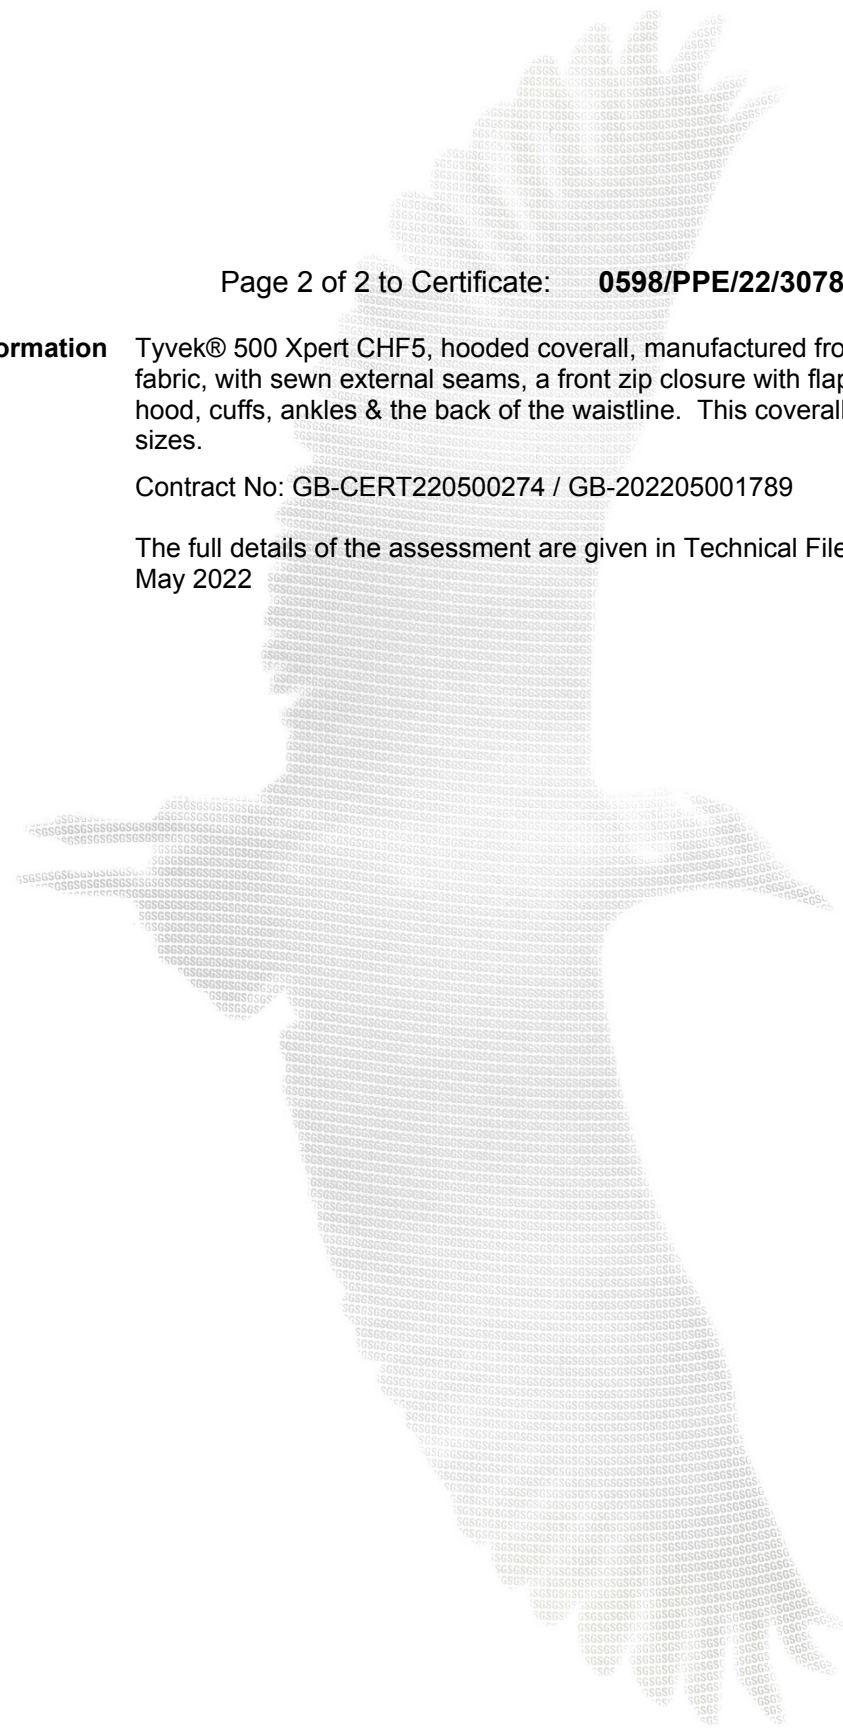 Page 2 of 2 to Certificate: 0598/PPE/22/3078
ormation Tyvek® 500 Xpert CHF5, hooded coverall, manufactured fro
fabric, with sewn external seams, a front zip closure with flap
hood, cuffs, ankles & the back of the waistline. This coverall
sizes.
Contract No: GB-CERT220500274 / GB-202205001789
The full details of the assessment are given in Technical File
May 2022